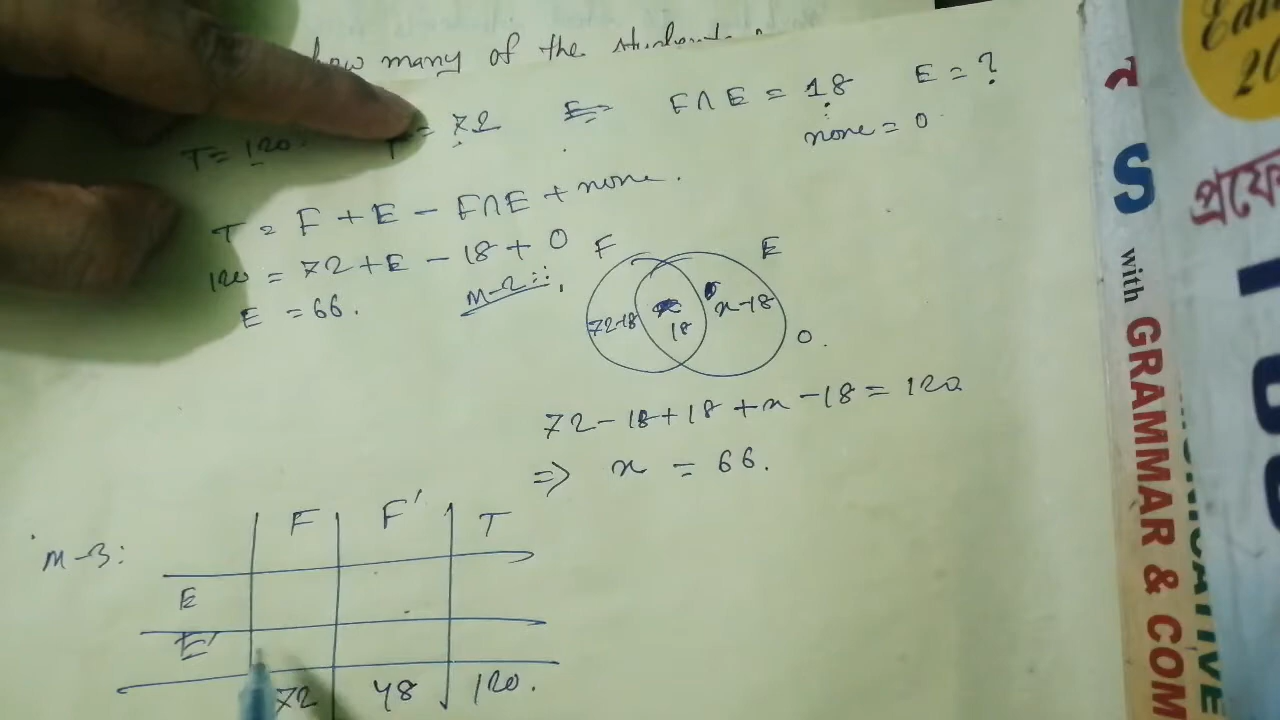 how many of the
T = 120. = 72 F∩E = 18 E = ?
none = 0
T = F + E - F∩E + none.
120 = 72 + E - 18 + 0
E = 66.
M-2::
F E
72-18 18 x-18
0.
72 - 18 + 18 + x - 18 = 120
=> x = 66.
M-3:
F F' T
E
E'
72 48 120.
S with GRAMMAR & COM